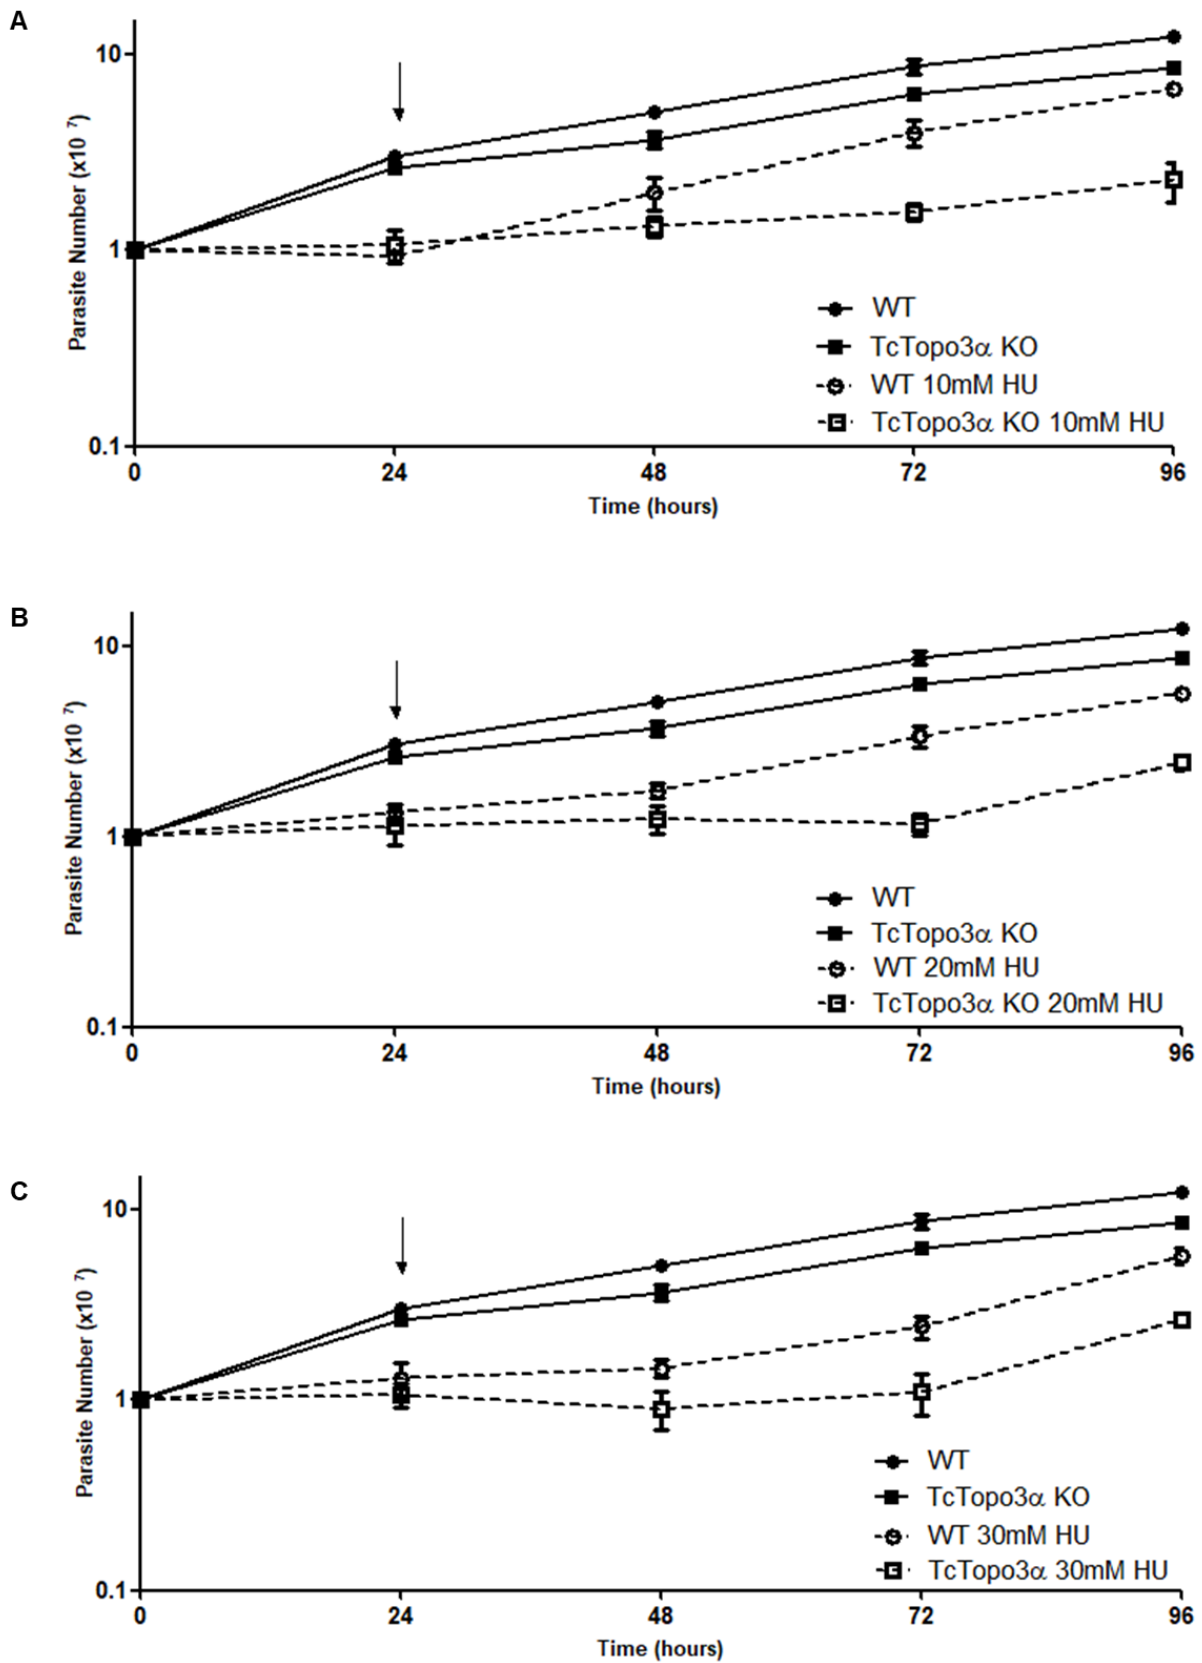 A
Parasite Number (x10 7)
10
1
0.1
WT
TcTopo3α KO
WT 10mM HU
TcTopo3α KO 10mM HU
0 24 48 72 96
Time (hours)
B
Parasite Number (x10 7)
10
1
0.1
WT
TcTopo3α KO
WT 20mM HU
TcTopo3α KO 20mM HU
0 24 48 72 96
Time (hours)
C
Parasite Number (x10 7)
10
1
0.1
WT
TcTopo3α KO
WT 30mM HU
TcTopo3α 30mM HU
0 24 48 72 96
Time (hours)